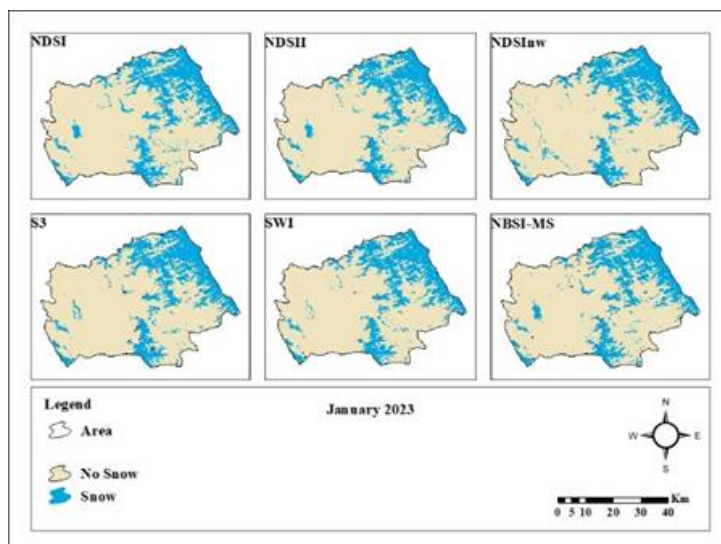 NDSI
NDSII
NDSInw
S3
SWI
NBSI-MS
Legend
January 2023
Area
No Snow
Snow
N
W E
S
Km
0 5 10 20 30 40